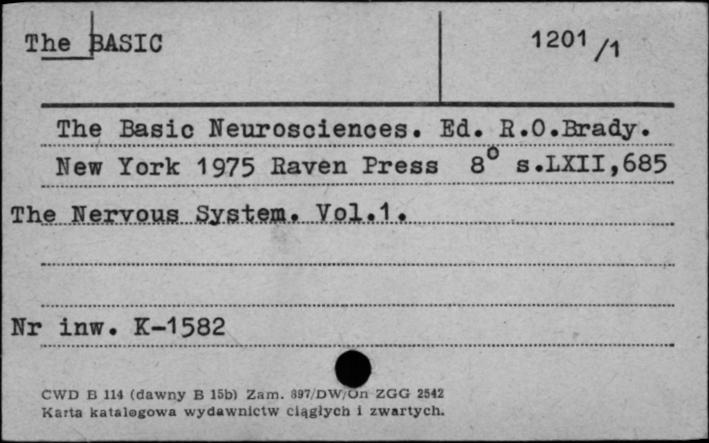 The BASIC 1201/1
The Basic Neurosciences. Ed. R.O.Brady.
New York 1975 Raven Press 8° s.LXII,685
The Nervous System. Vol.1.
Nr inw. K-1582
CWD B 114 (dawny B 15b) Zam. 897/DW/On ZGG 2542
Karta katalogowa wydawnictw ciągłych i zwartych.